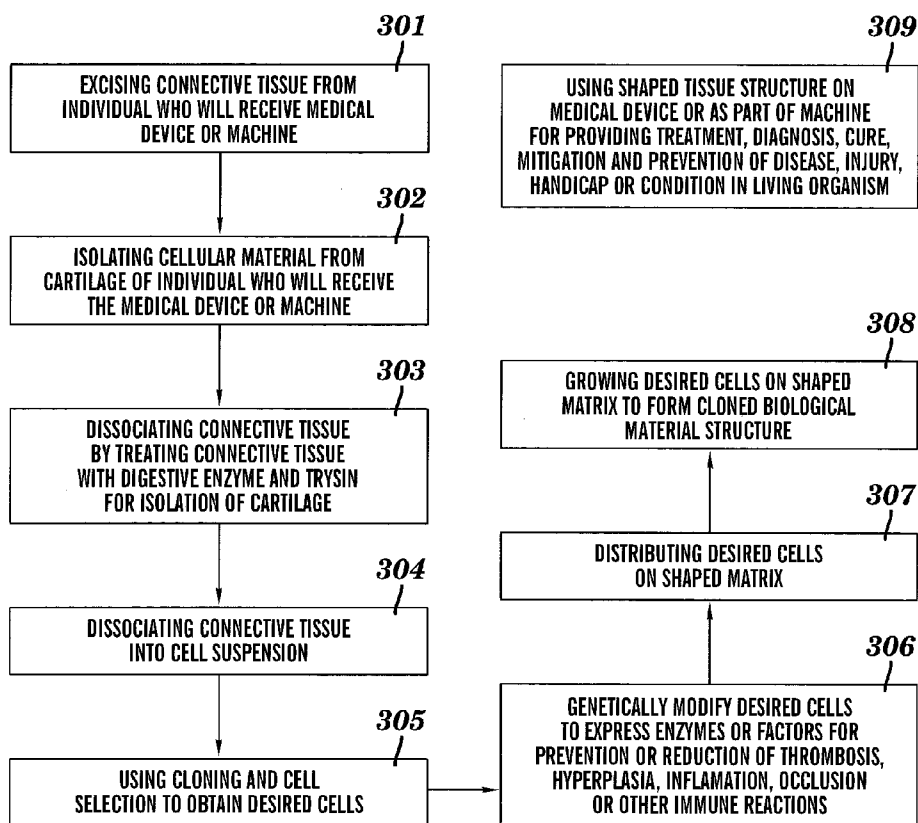 301
EXCISING CONNECTIVE TISSUE FROM
INDIVIDUAL WHO WILL RECEIVE MEDICAL
DEVICE OR MACHINE
302
ISOLATING CELLULAR MATERIAL FROM
CARTILAGE OF INDIVIDUAL WHO WILL RECEIVE
THE MEDICAL DEVICE OR MACHINE
303
DISSOCIATING CONNECTIVE TISSUE
BY TREATING CONNECTIVE TISSUE
WITH DIGESTIVE ENZYME AND TRYSIN
FOR ISOLATION OF CARTILAGE
304
DISSOCIATING CONNECTIVE TISSUE
INTO CELL SUSPENSION
305
USING CLONING AND CELL
SELECTION TO OBTAIN DESIRED CELLS
306
GENETICALLY MODIFY DESIRED CELLS
TO EXPRESS ENZYMES OR FACTORS FOR
PREVENTION OR REDUCTION OF THROMBOSIS,
HYPERPLASIA, INFLAMATION, OCCLUSION
OR OTHER IMMUNE REACTIONS
307
DISTRIBUTING DESIRED CELLS
ON SHAPED MATRIX
308
GROWING DESIRED CELLS ON SHAPED
MATRIX TO FORM CLONED BIOLOGICAL
MATERIAL STRUCTURE
309
USING SHAPED TISSUE STRUCTURE ON
MEDICAL DEVICE OR AS PART OF MACHINE
FOR PROVIDING TREATMENT, DIAGNOSIS, CURE,
MITIGATION AND PREVENTION OF DISEASE, INJURY,
HANDICAP OR CONDITION IN LIVING ORGANISM